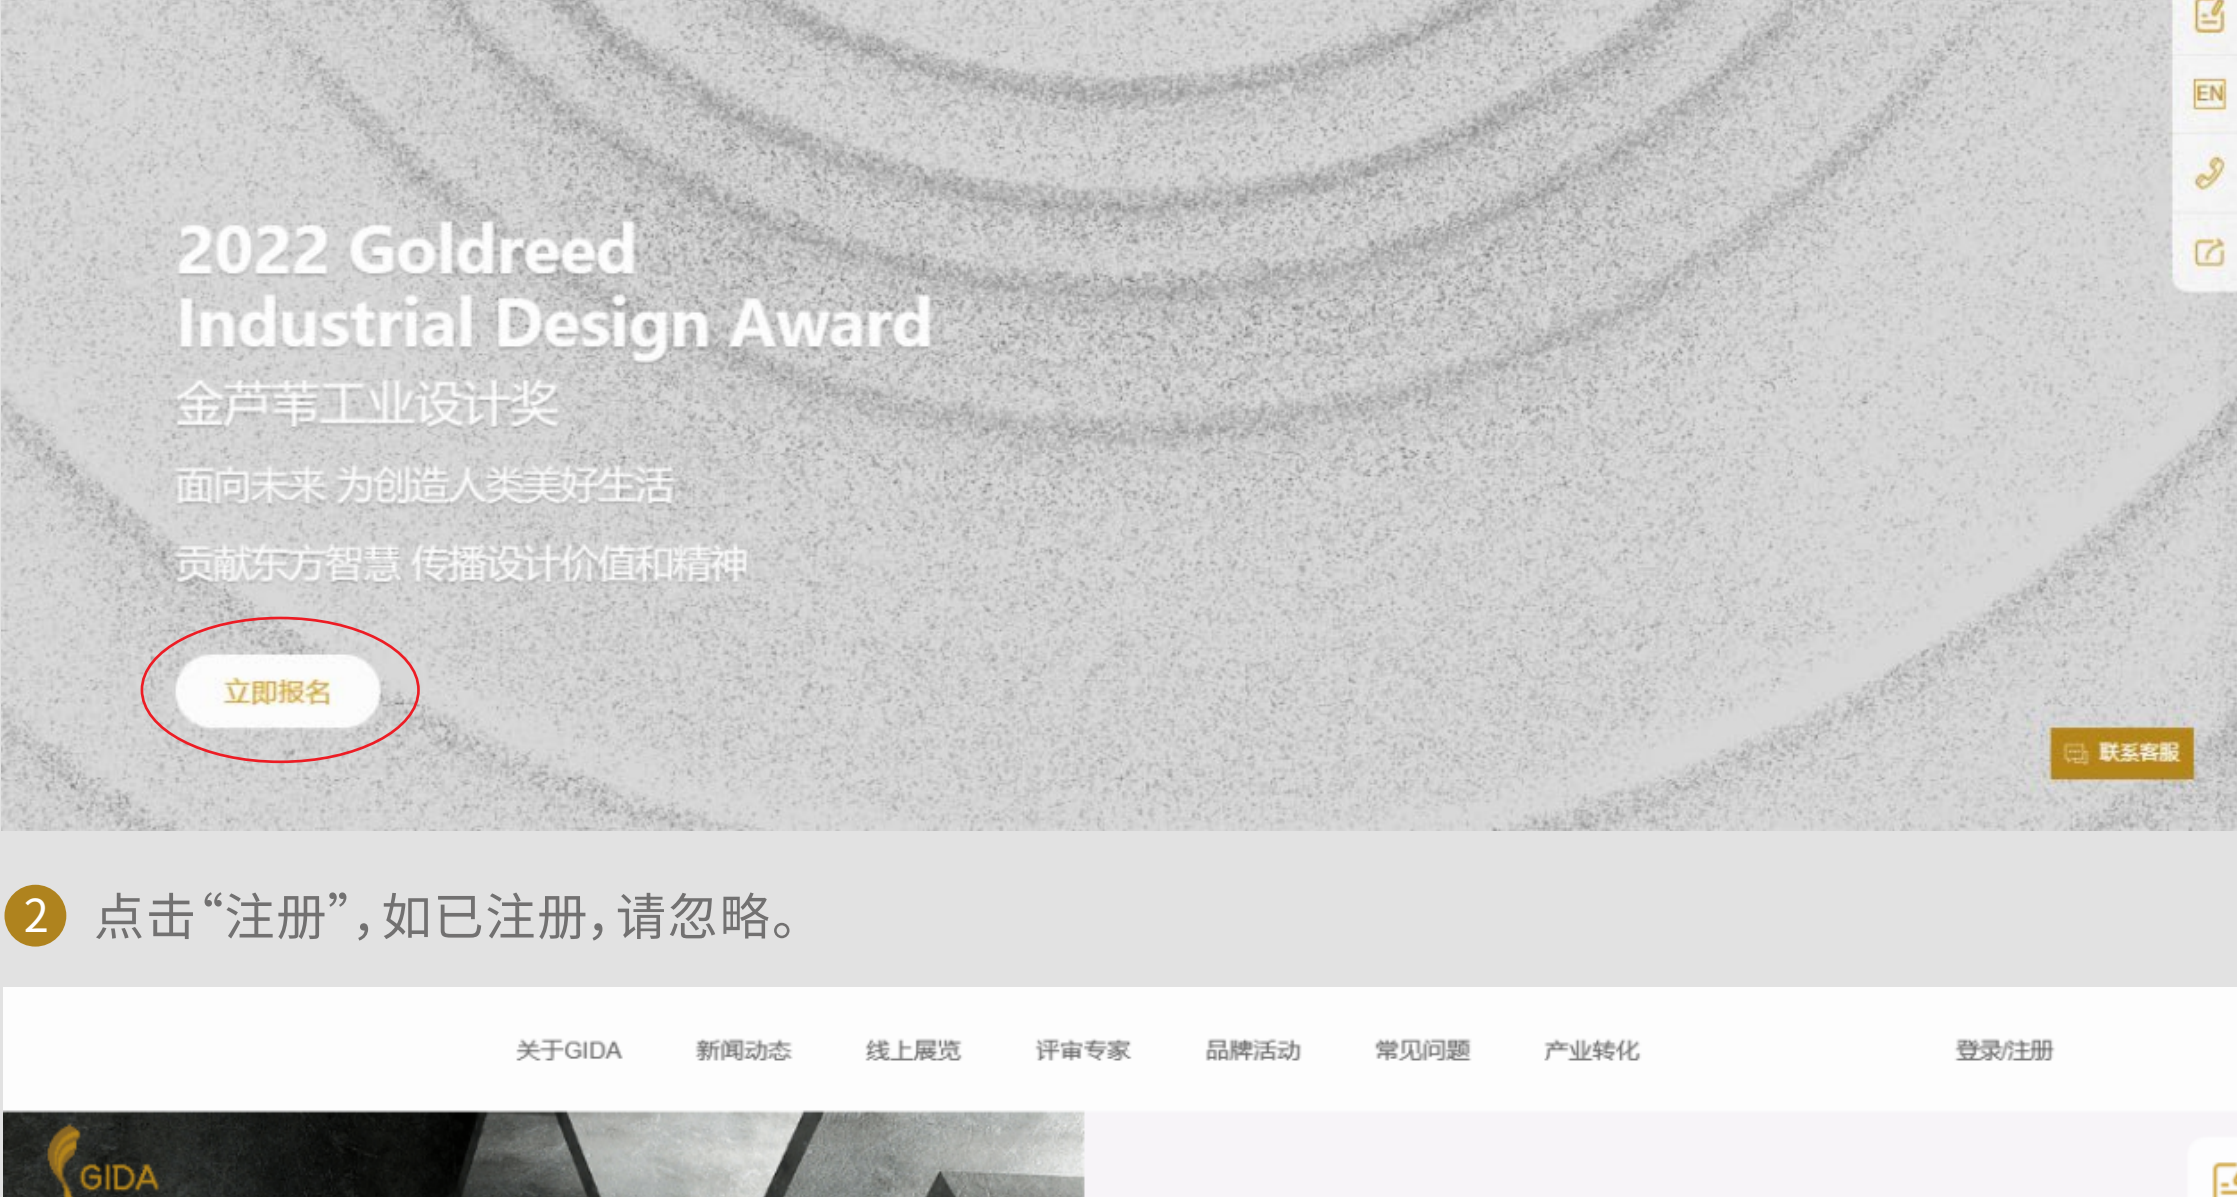 EN
2022 Goldreed
Industrial Design Award
金芦苇工业设计奖
面向未来 为创造人类美好生活
贡献东方智慧 传播设计价值和精神
立即报名
联系客服
2 点击“注册”，如已注册，请忽略。
关于GIDA 新闻动态 线上展览 评审专家 品牌活动 常见问题 产业转化 登录/注册
GIDA